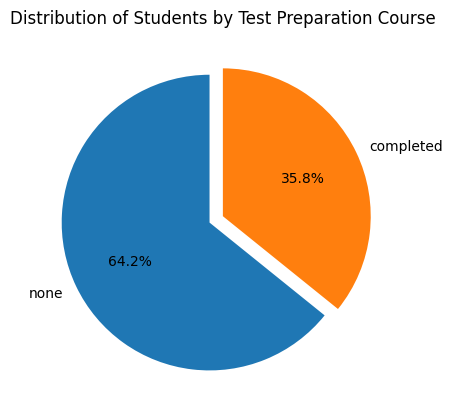 Distribution of Students by Test Preparation Course
completed
35.8%
64.2%
none